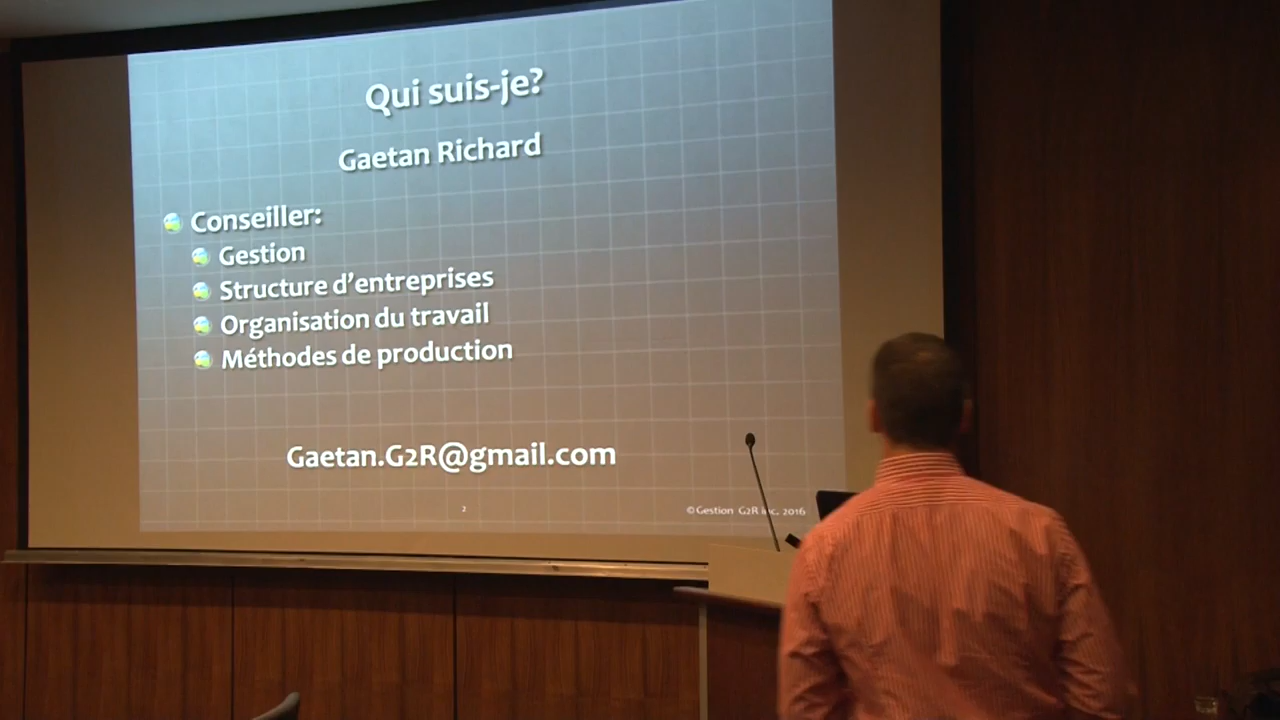 Qui suis-je?
Gaetan Richard
Conseiller:
Gestion
Structure d'entreprises
Organisation du travail
Méthodes de production
Gaetan.G2R@gmail.com
2
©Gestion G2R inc. 2016